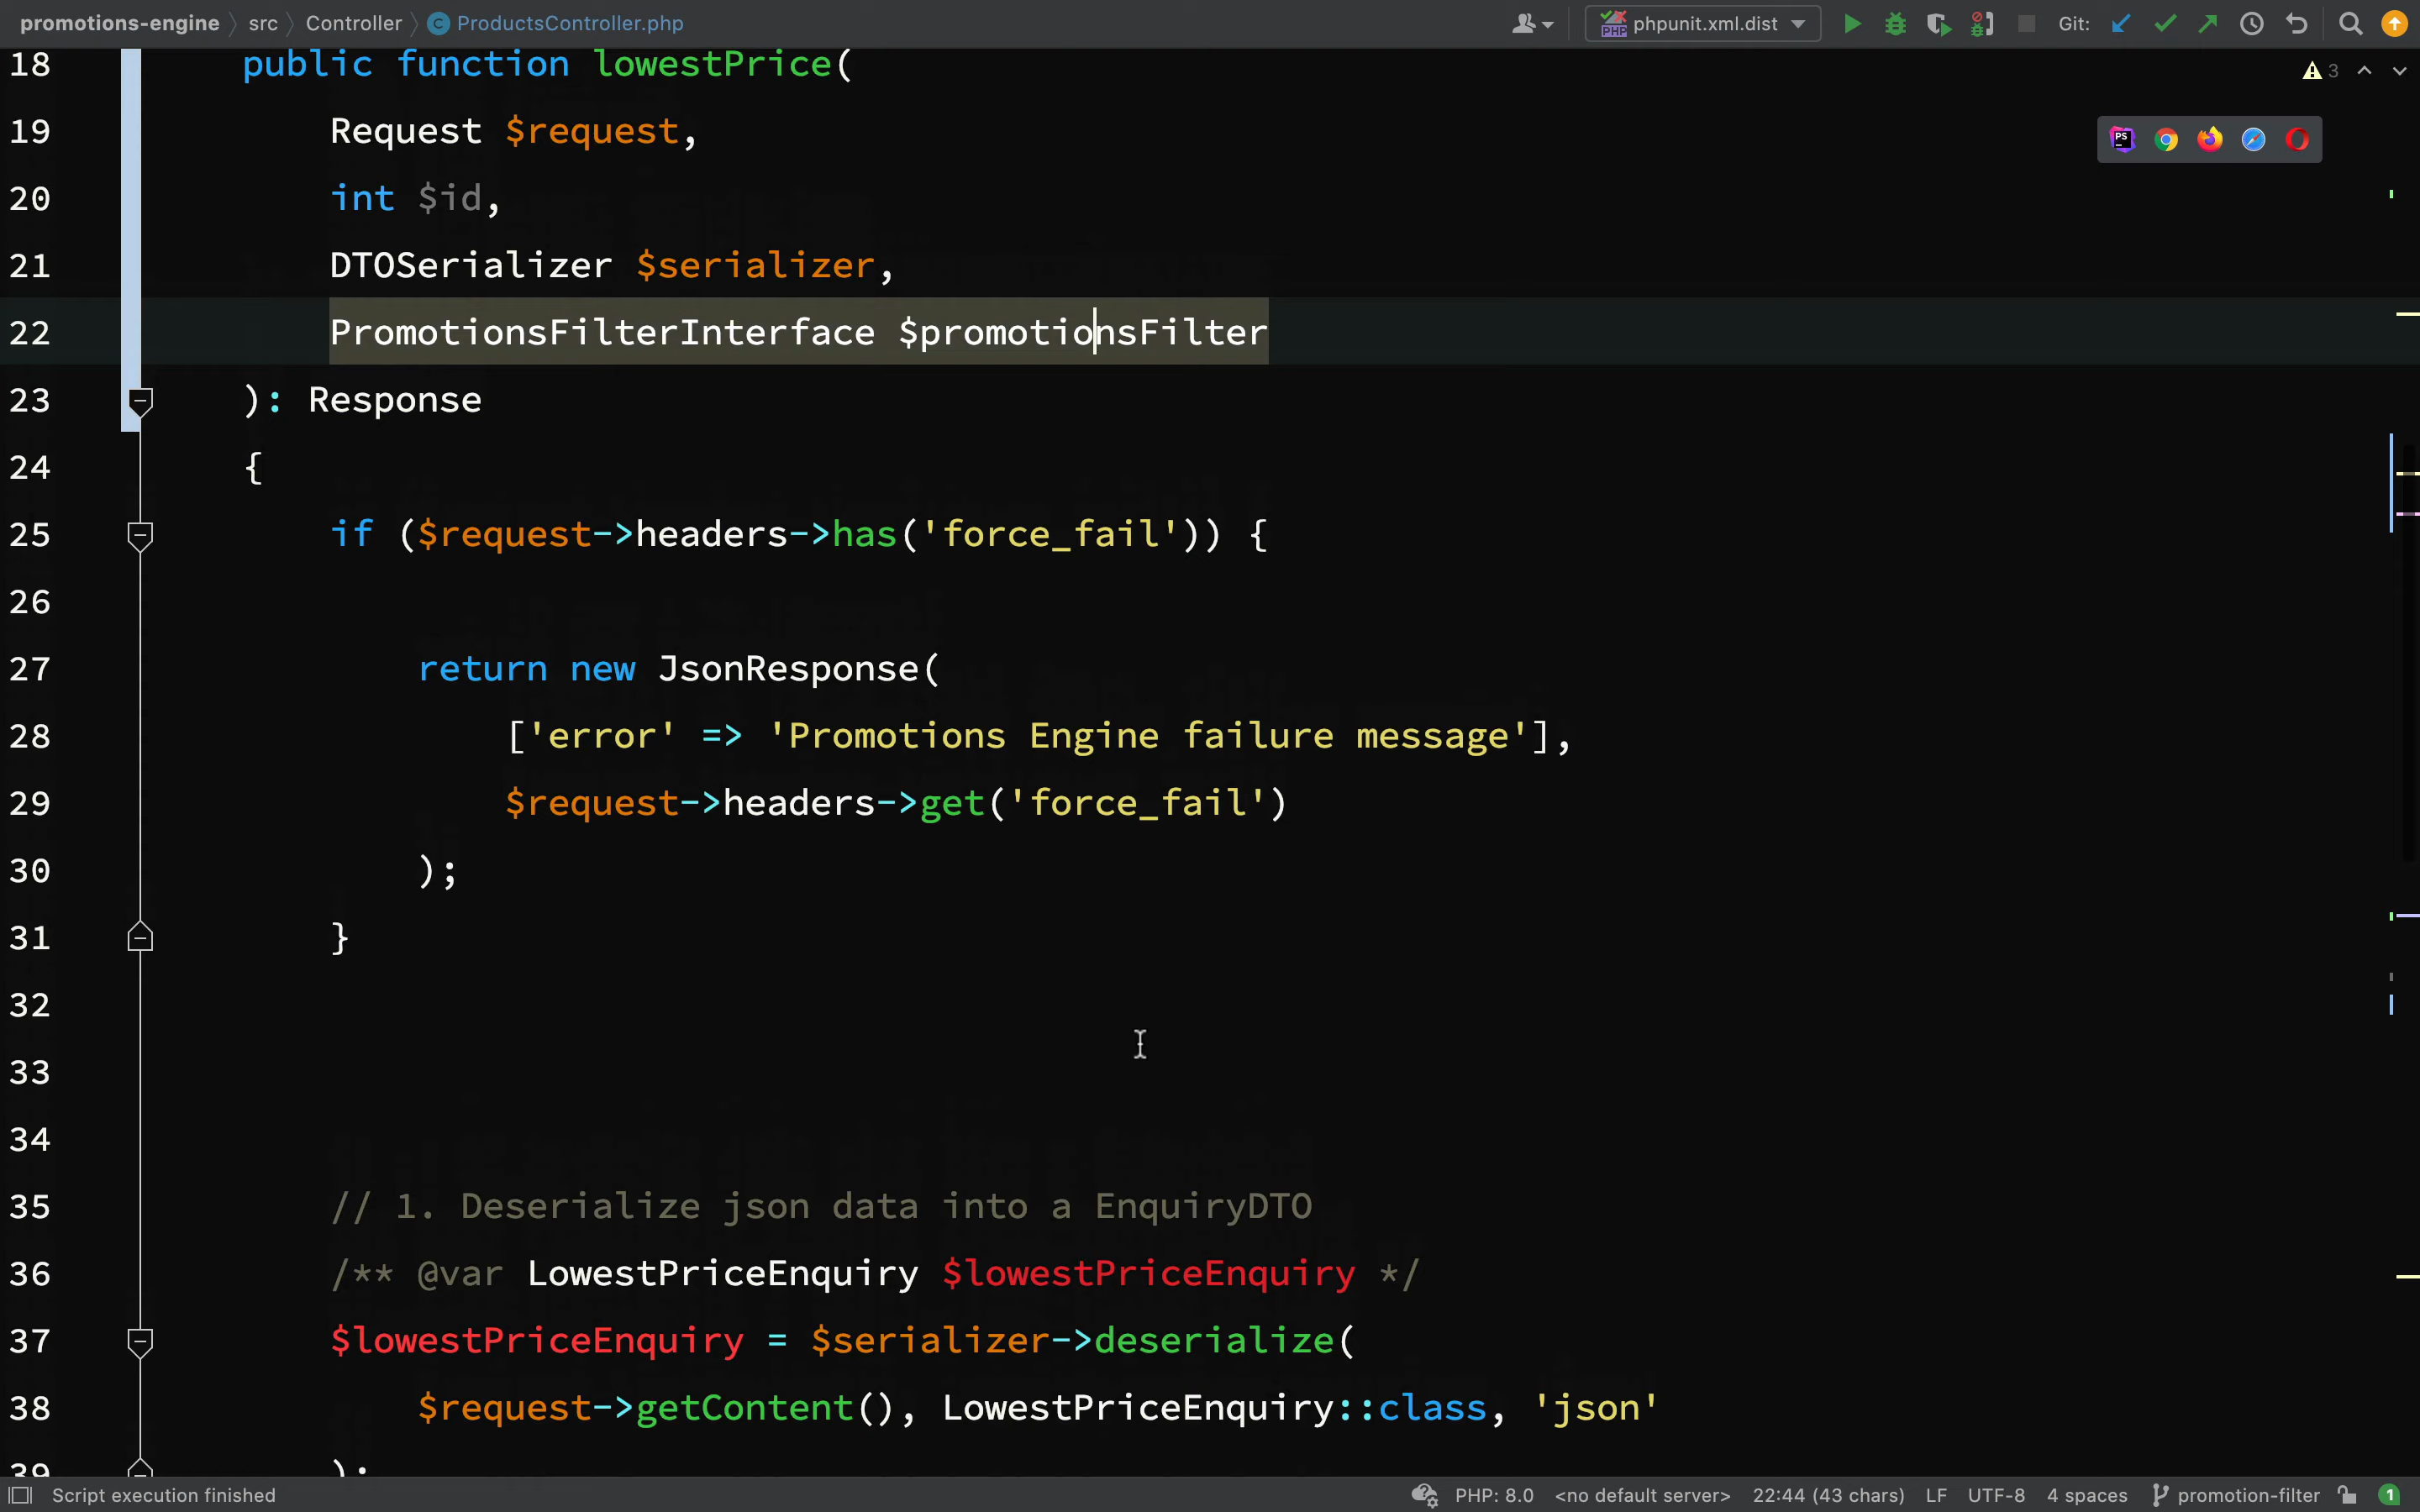 promotions-engine src Controller C ProductsController.php phpunit.xml.dist Git:
3
18 public function lowestPrice(
19 Request $request,
20 int $id,
21 DTOSerializer $serializer,
22 PromotionsFilterInterface $promotionsFilter
23 ): Response
24 {
25 if ($request->headers->has('force_fail')) {
26
27 return new JsonResponse(
28 ['error' => 'Promotions Engine failure message'],
29 $request->headers->get('force_fail')
30 );
31 }
32
33
34
35 // 1. Deserialize json data into a EnquiryDTO
36 /** @var LowestPriceEnquiry $lowestPriceEnquiry */
37 $lowestPriceEnquiry = $serializer->deserialize(
38 $request->getContent(), LowestPriceEnquiry::class, 'json'
39 );
Script execution finished PHP: 8.0 <no default server> 22:44 (43 chars) LF UTF-8 4 spaces promotion-filter 1